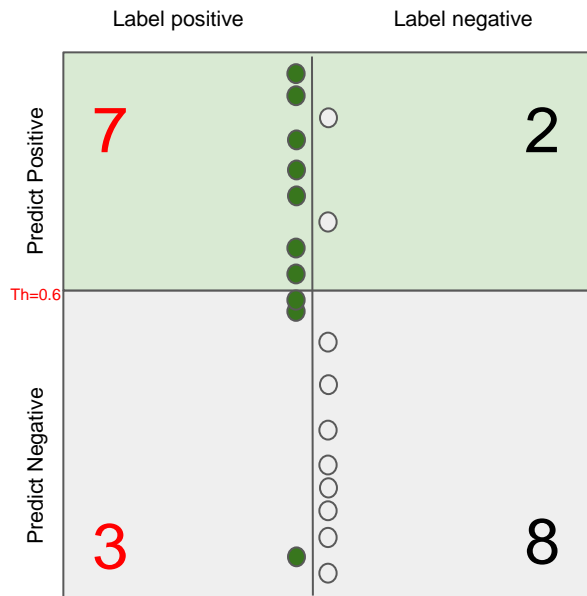 Label positive
Label negative
Predict Positive
7
2
Th=0.6
Predict Negative
3
8